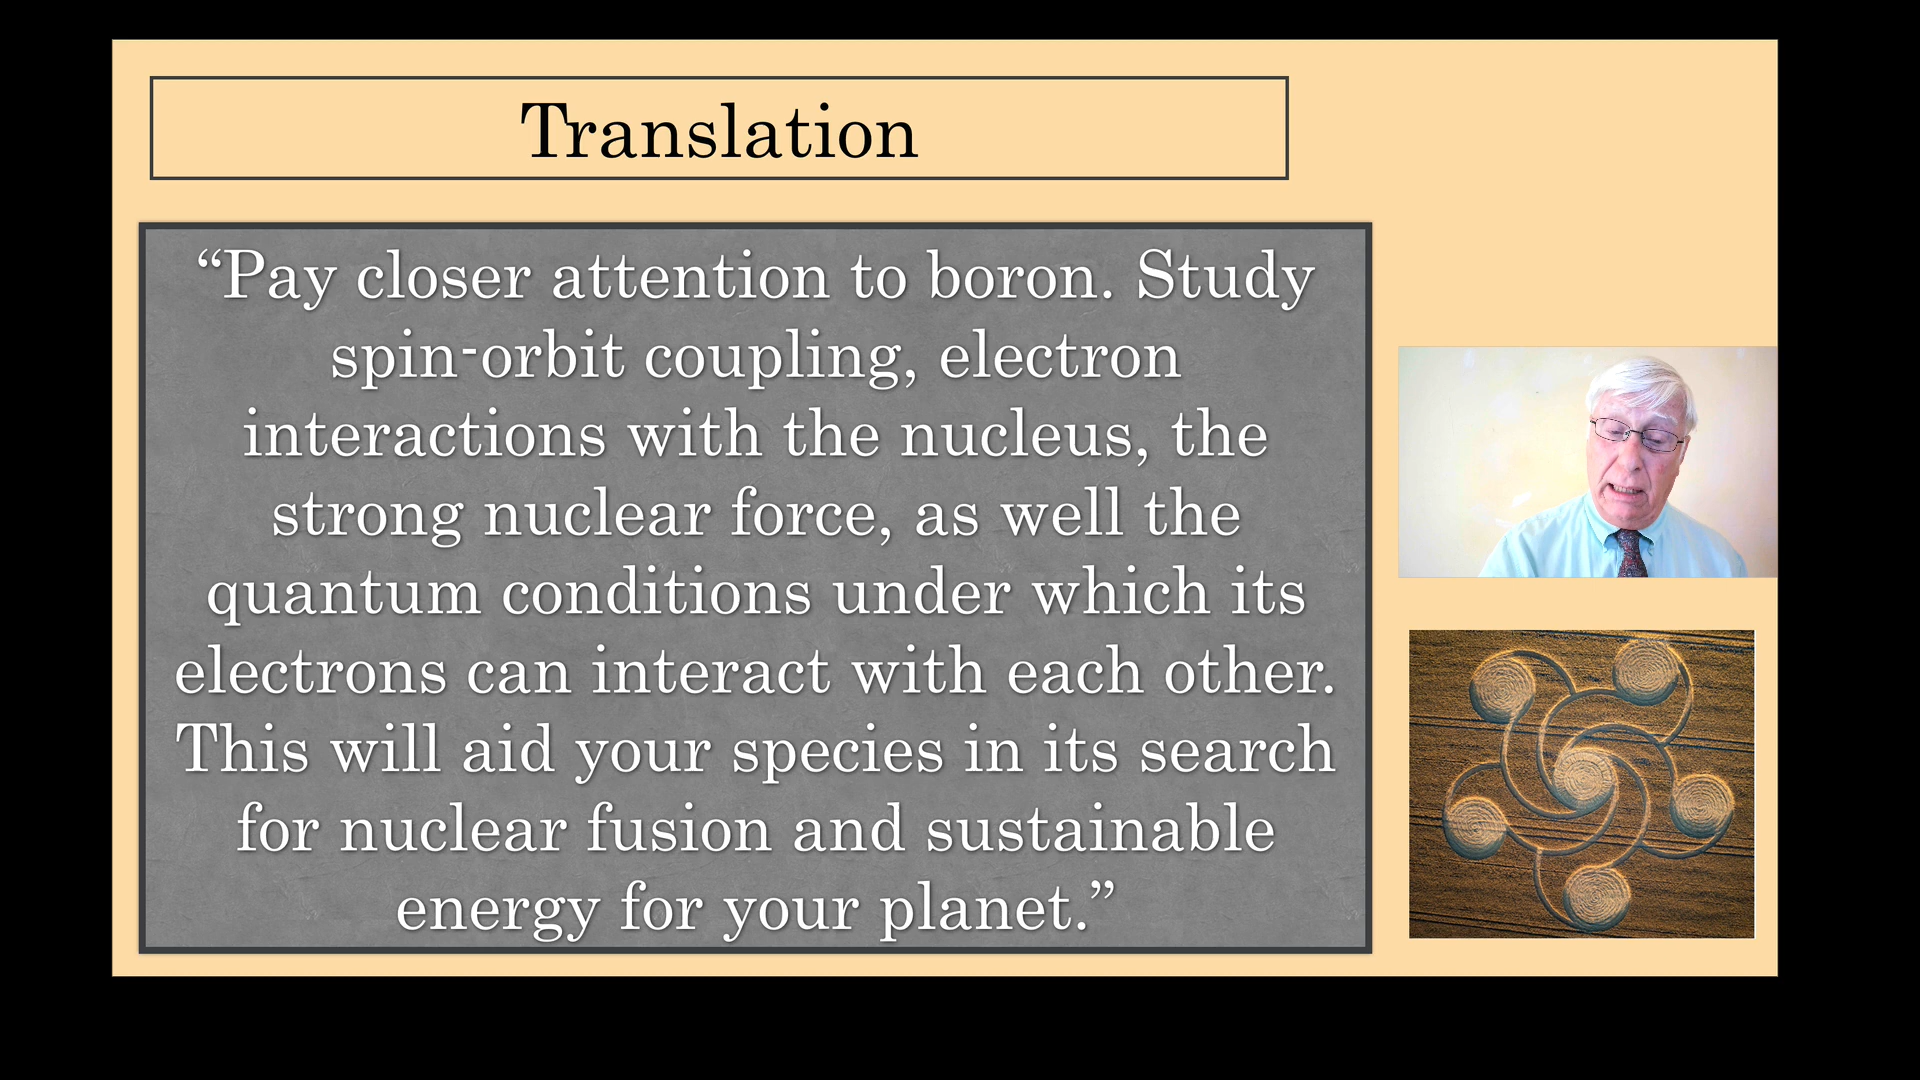 Translation
“Pay closer attention to boron. Study
spin-orbit coupling, electron
interactions with the nucleus, the
strong nuclear force, as well the
quantum conditions under which its
electrons can interact with each other.
This will aid your species in its search
for nuclear fusion and sustainable
energy for your planet.”